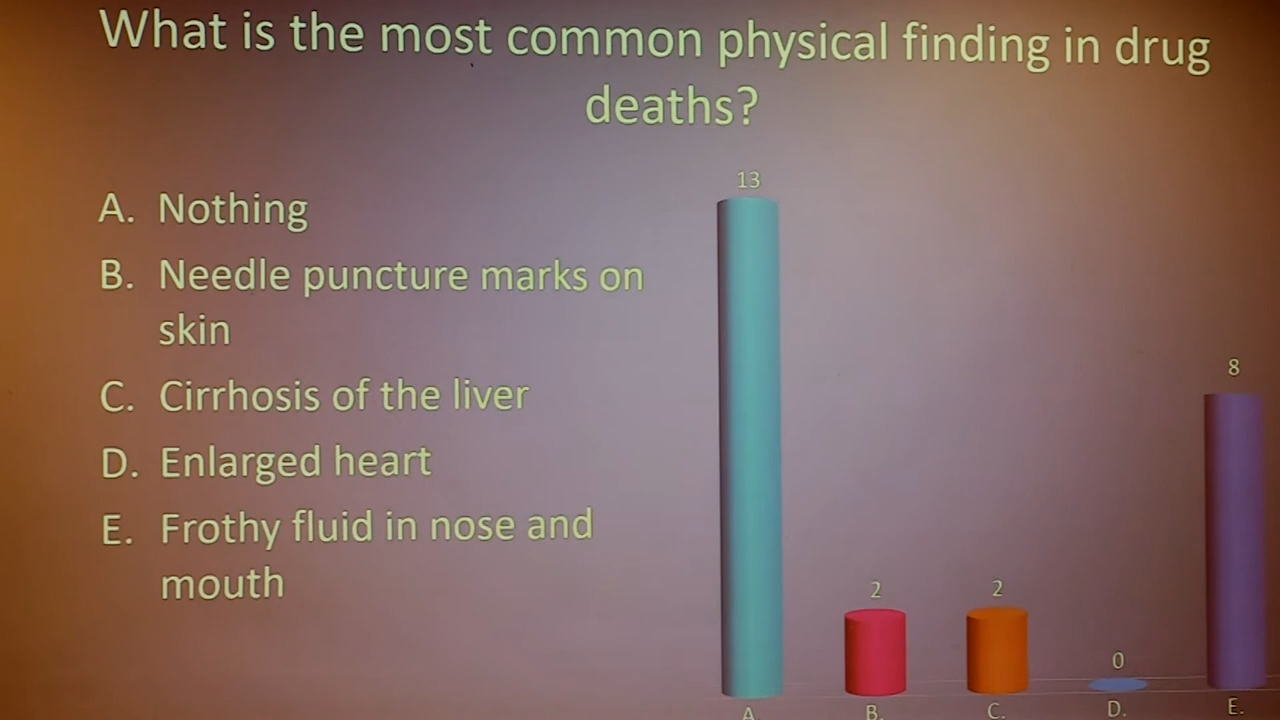 What is the most common physical finding in drug
deaths?
A. Nothing
B. Needle puncture marks on
skin
C. Cirrhosis of the liver
D. Enlarged heart
E. Frothy fluid in nose and
mouth
13
2
2
0
8
A. B. C. D. E.